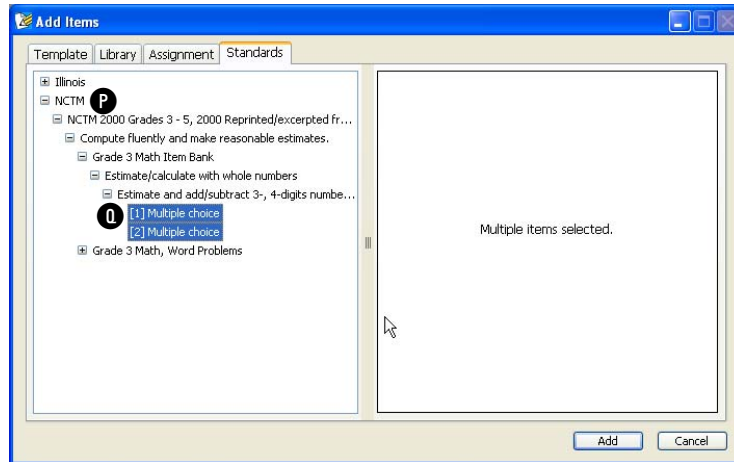 Add Items
Template Library Assignment Standards
Illinois
NCTM P
NCTM 2000 Grades 3 - 5, 2000 Reprinted/excerpted fr...
Compute fluently and make reasonable estimates.
Grade 3 Math Item Bank
Estimate/calculate with whole numbers
Estimate and add/subtract 3-, 4-digits numbe...
Q [1] Multiple choice
[2] Multiple choice
Grade 3 Math, Word Problems
Multiple items selected.
Add Cancel